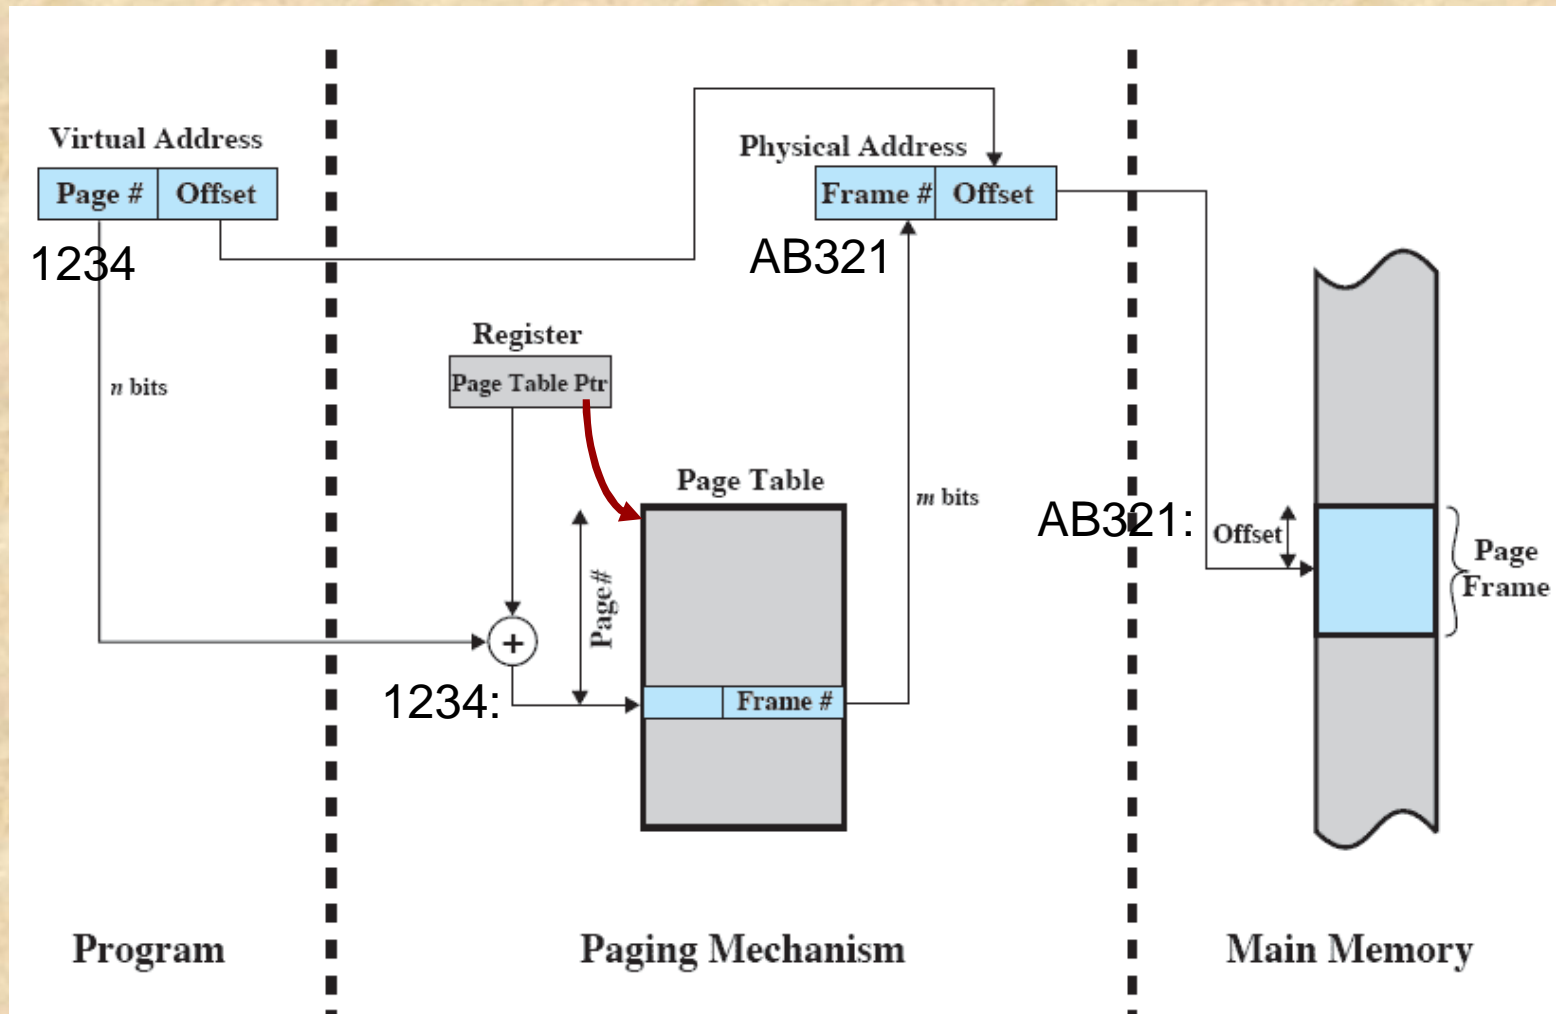 Virtual Address
Page # Offset
1234
n bits
Physical Address
Frame # Offset
AB321
Register
Page Table Ptr
Page Table
Page#
+
1234:
Frame #
m bits
AB321:
Offset
Page
Frame
Program
Paging Mechanism
Main Memory